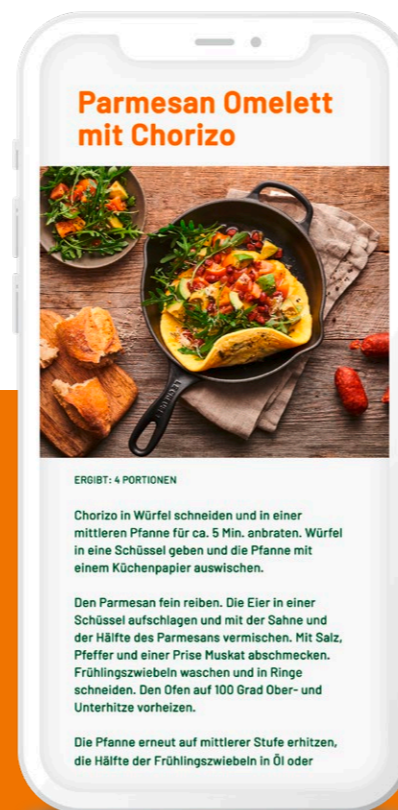 Parmesan Omelett
mit Chorizo
ERGIBT: 4 PORTIONEN
Chorizo in Würfel schneiden und in einer
mittleren Pfanne für ca. 5 Min. anbraten. Würfel
in eine Schüssel geben und die Pfanne mit
einem Küchenpapier auswischen.
Den Parmesan fein reiben. Die Eier in einer
Schüssel aufschlagen und mit der Sahne und
der Hälfte des Parmesans vermischen. Mit Salz,
Pfeffer und einer Prise Muskat abschmecken.
Frühlingszwiebeln waschen und in Ringe
schneiden. Den Ofen auf 100 Grad Ober- und
Unterhitze vorheizen.
Die Pfanne erneut auf mittlerer Stufe erhitzen,
die Hälfte der Frühlingszwiebeln in Öl oder